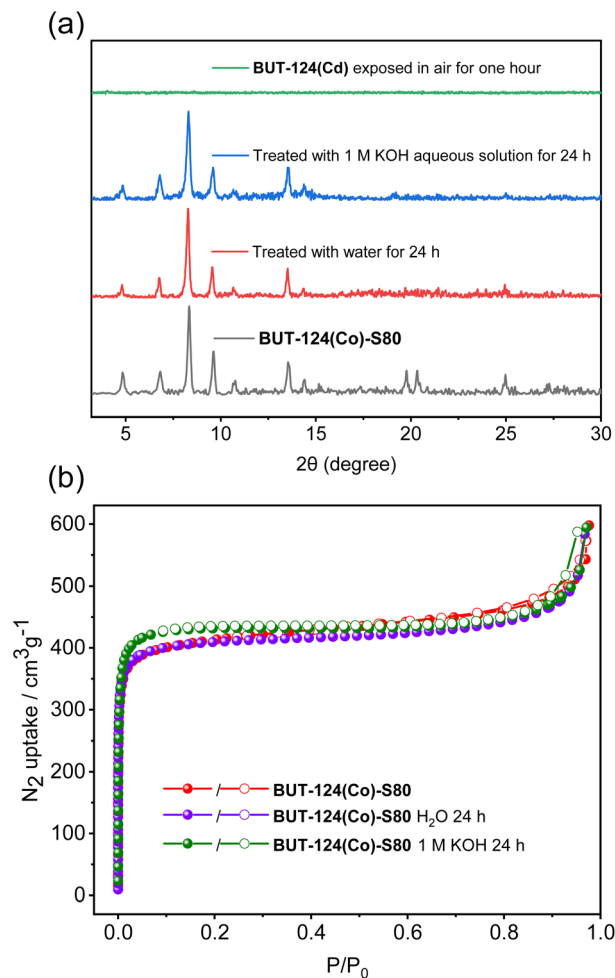 (a)
BUT-124(Cd) exposed in air for one hour
Treated with 1 M KOH aqueous solution for 24 h
Treated with water for 24 h
BUT-124(Co)-S80
5 10 15 20 25 30
2θ (degree)
(b)
600
500
400
300
200
100
0
N2 uptake / cm³g-1
BUT-124(Co)-S80
BUT-124(Co)-S80 H₂O 24 h
BUT-124(Co)-S80 1 M KOH 24 h
0.0 0.2 0.4 0.6 0.8 1.0
P/P₀